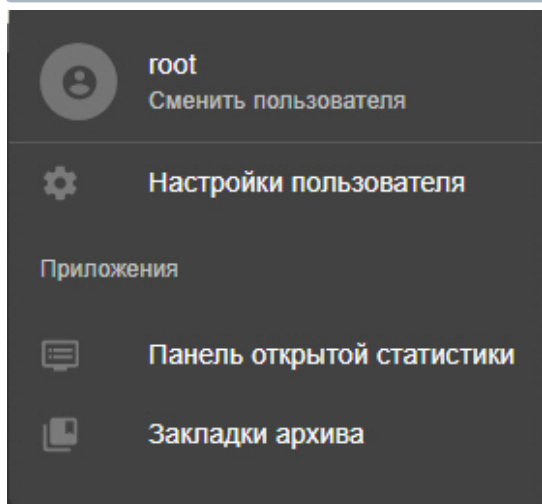 root
Сменить пользователя
Настройки пользователя
Приложения
Панель открытой статистики
Закладки архива